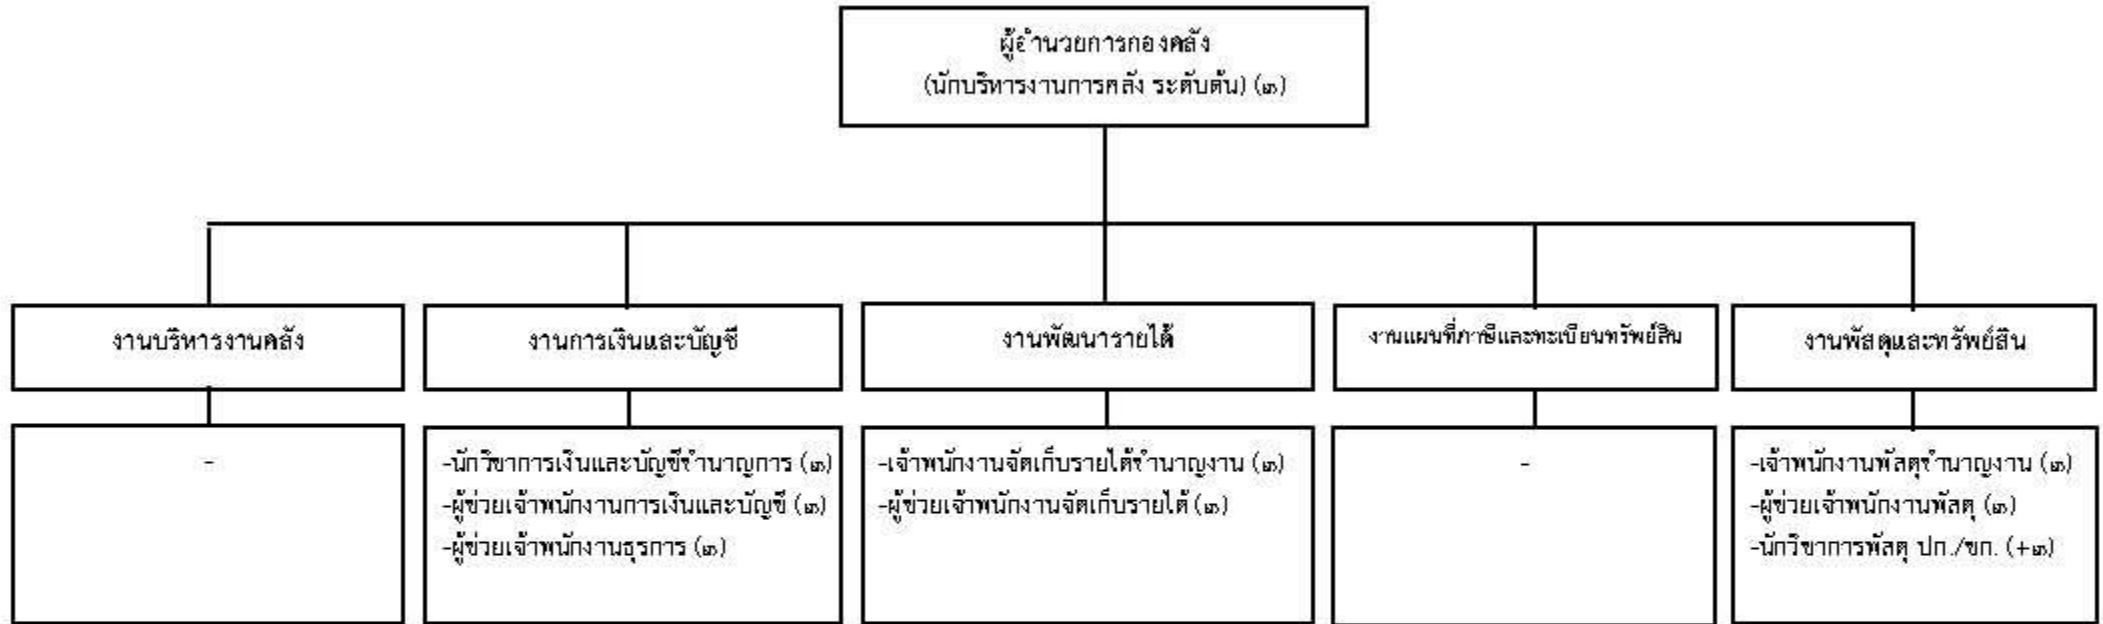 ผู้อำนวยการกองคลัง
(นักบริหารงานการคลัง ระดับต้น) (๑)
งานบริหารงานคลัง
-
งานการเงินและบัญชี
-นักวิชาการเงินและบัญชีชำนาญการ (๑)
-ผู้ช่วยเจ้าพนักงานการเงินและบัญชี (๑)
-ผู้ช่วยเจ้าพนักงานธุรการ (๑)
งานพัฒนารายได้
-เจ้าพนักงานจัดเก็บรายได้ชำนาญงาน (๑)
-ผู้ช่วยเจ้าพนักงานจัดเก็บรายได้ (๑)
งานแผนที่ภาษีและทะเบียนทรัพย์สิน
-
งานพัสดุและทรัพย์สิน
-เจ้าพนักงานพัสดุชำนาญงาน (๑)
-ผู้ช่วยเจ้าพนักงานพัสดุ (๑)
-นักวิชาการพัสดุ ปก./ชก. (+๑)